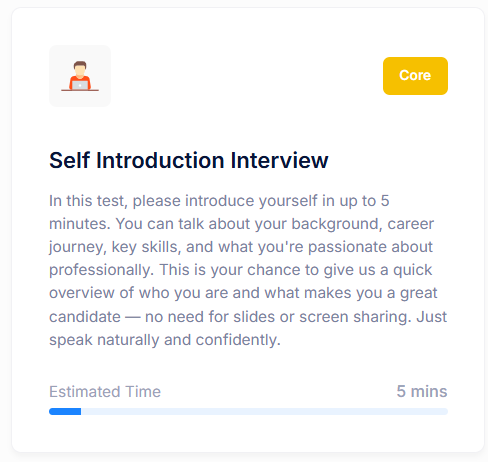 Core
Self Introduction Interview
In this test, please introduce yourself in up to 5
minutes. You can talk about your background, career
journey, key skills, and what you're passionate about
professionally. This is your chance to give us a quick
overview of who you are and what makes you a great
candidate — no need for slides or screen sharing. Just
speak naturally and confidently.
Estimated Time 5 mins